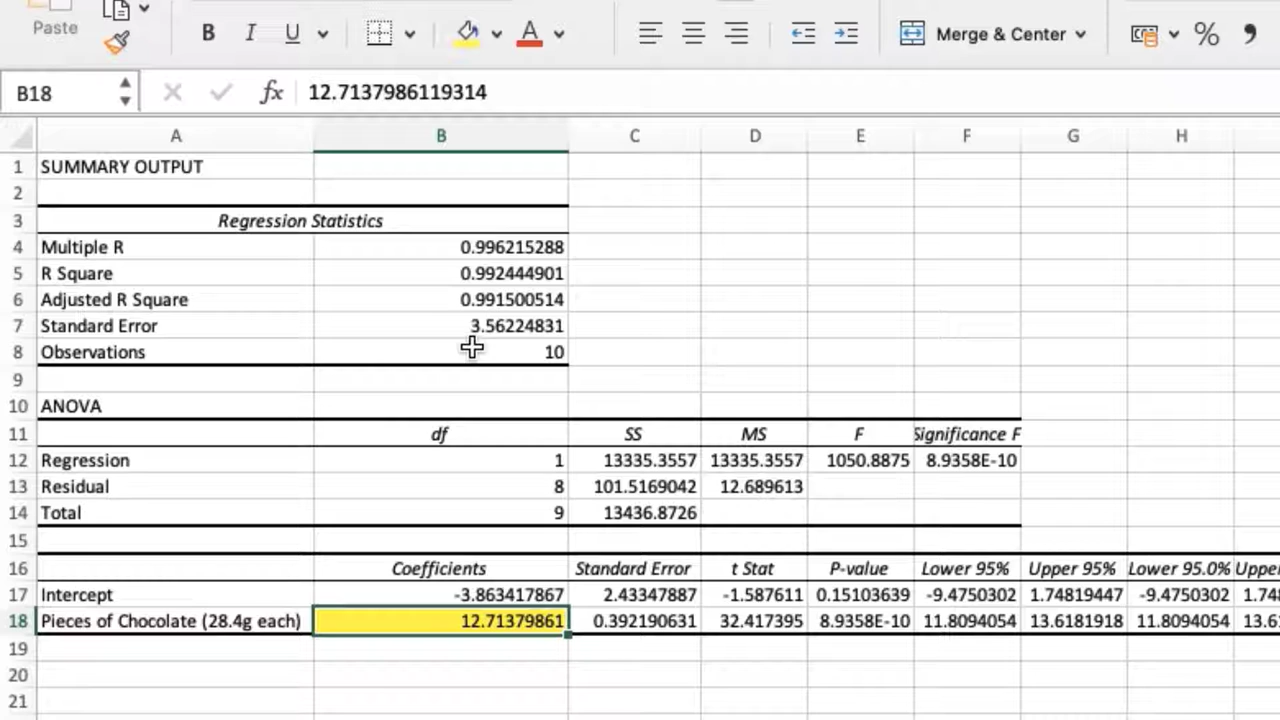 Paste
B I U A Merge & Center % ,
B18 fx 12.7137986119314
A B C D E F G H
1 SUMMARY OUTPUT
2
3 Regression Statistics
4 Multiple R 0.996215288
5 R Square 0.992444901
6 Adjusted R Square 0.991500514
7 Standard Error 3.56224831
8 Observations 10
9
10 ANOVA
11 df SS MS F Significance F
12 Regression 1 13335.3557 13335.3557 1050.8875 8.9358E-10
13 Residual 8 101.5169042 12.689613
14 Total 9 13436.8726
15
16 Coefficients Standard Error t Stat P-value Lower 95% Upper 95% Lower 95.0% Upper
17 Intercept -3.863417867 2.43347887 -1.587611 0.15103639 -9.4750302 1.74819447 -9.4750302 1.748
18 Pieces of Chocolate (28.4g each) 12.71379861 0.392190631 32.417395 8.9358E-10 11.8094054 13.6181918 11.8094054 13.6
19
20
21